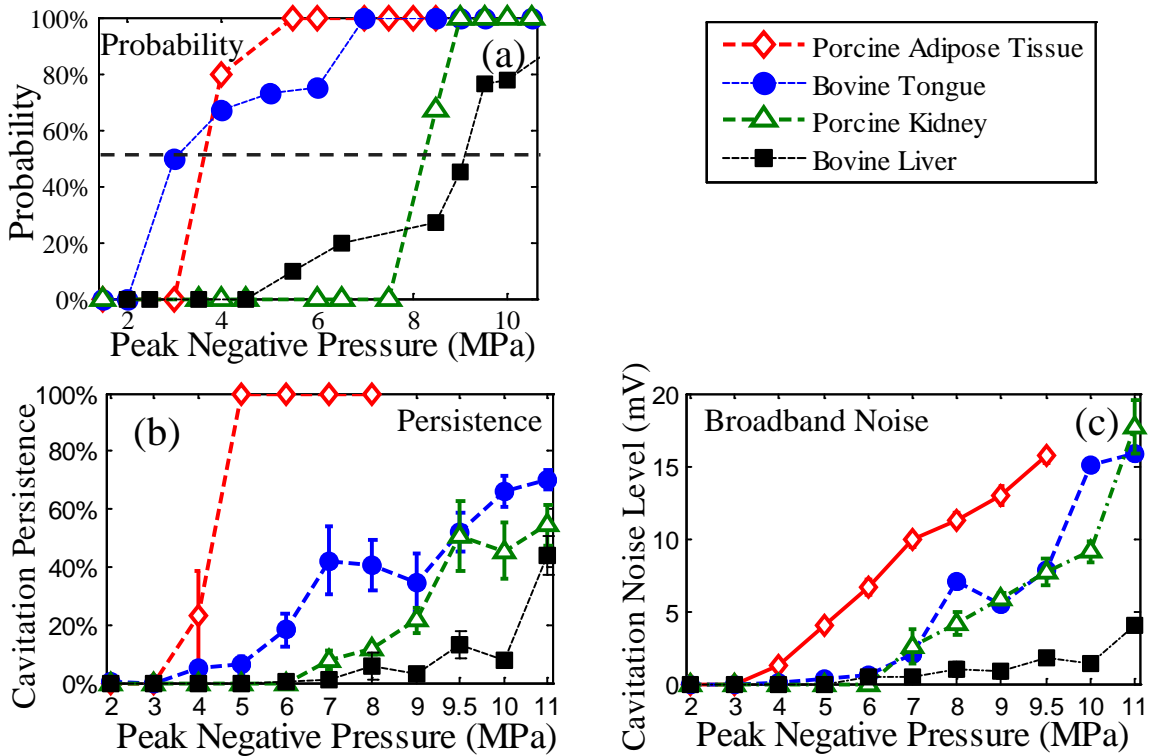 100%
80%
60%
40%
20%
0%
Probability
Probability
(a)
2
4
6
8
10
Peak Negative Pressure (MPa)
Porcine Adipose Tissue
Bovine Tongue
Porcine Kidney
Bovine Liver
100%
80%
60%
40%
20%
0%
Cavitation Persistence
(b)
Persistence
2
3
4
5
6
7
8
9
9.5
10
11
Peak Negative Pressure (MPa)
20
15
10
5
0
Cavitation Noise Level (mV)
Broadband Noise
(c)
2
3
4
5
6
7
8
9
9.5
10
11
Peak Negative Pressure (MPa)